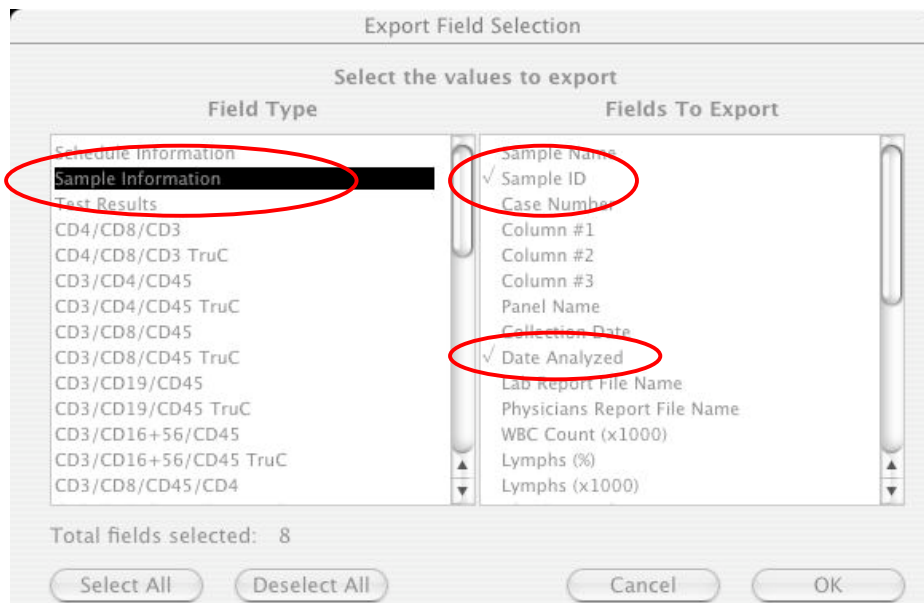 Export Field Selection
Select the values to export
Field Type
Fields To Export
Schedule Information
Sample Information
Test Results
CD4/CD8/CD3
CD4/CD8/CD3 TruC
CD3/CD4/CD45
CD3/CD4/CD45 TruC
CD3/CD8/CD45
CD3/CD8/CD45 TruC
CD3/CD19/CD45
CD3/CD19/CD45 TruC
CD3/CD16+56/CD45
CD3/CD16+56/CD45 TruC
CD3/CD8/CD45/CD4
Sample Name
√ Sample ID
Case Number
Column #1
Column #2
Column #3
Panel Name
Collection Date
√ Date Analyzed
Lab Report File Name
Physicians Report File Name
WBC Count (x1000)
Lymphs (%)
Lymphs (x1000)
Total fields selected: 8
Select All
Deselect All
Cancel
OK